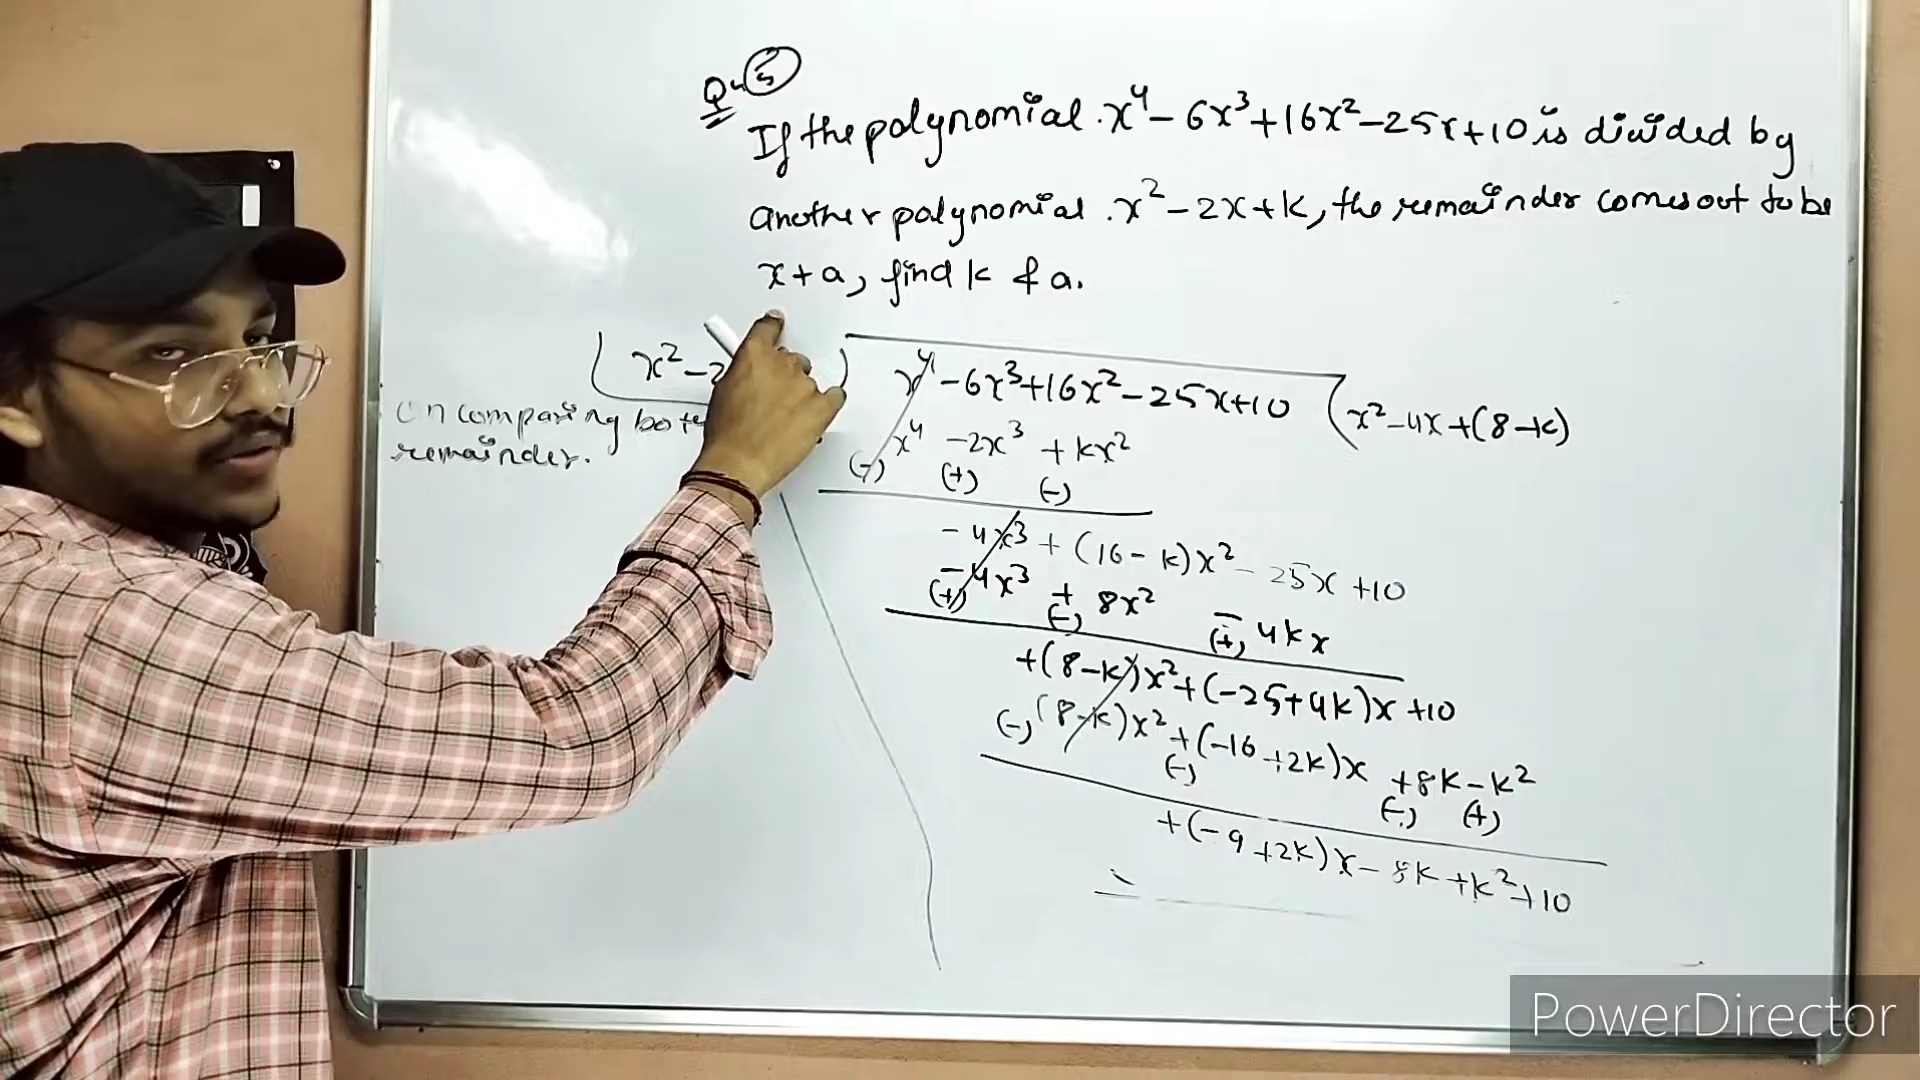 Q. 5
If the polynomial x⁴ - 6x³ + 16x² - 25x + 10 is divided by
another polynomial x² - 2x + k, the remainder comes out to be
x + a, find k & a.
x² - 2
x⁴ - 6x³ + 16x² - 25x + 10
x² - 4x + (8 - k)
x⁴ - 2x³ + kx²
(-) (+) (-)
- 4x³ + (16 - k)x² - 25x + 10
- 4x³ + 8x² - 4kx
(+) (-) (+)
+ (8 - k)x² + (-25 + 4k)x + 10
(8 - k)x² + (-16 + 2k)x + 8k - k²
(-) (-) (-) (+)
+ (-9 + 2k)x - 8k + k² + 10
On comparing
remainder.
PowerDirector